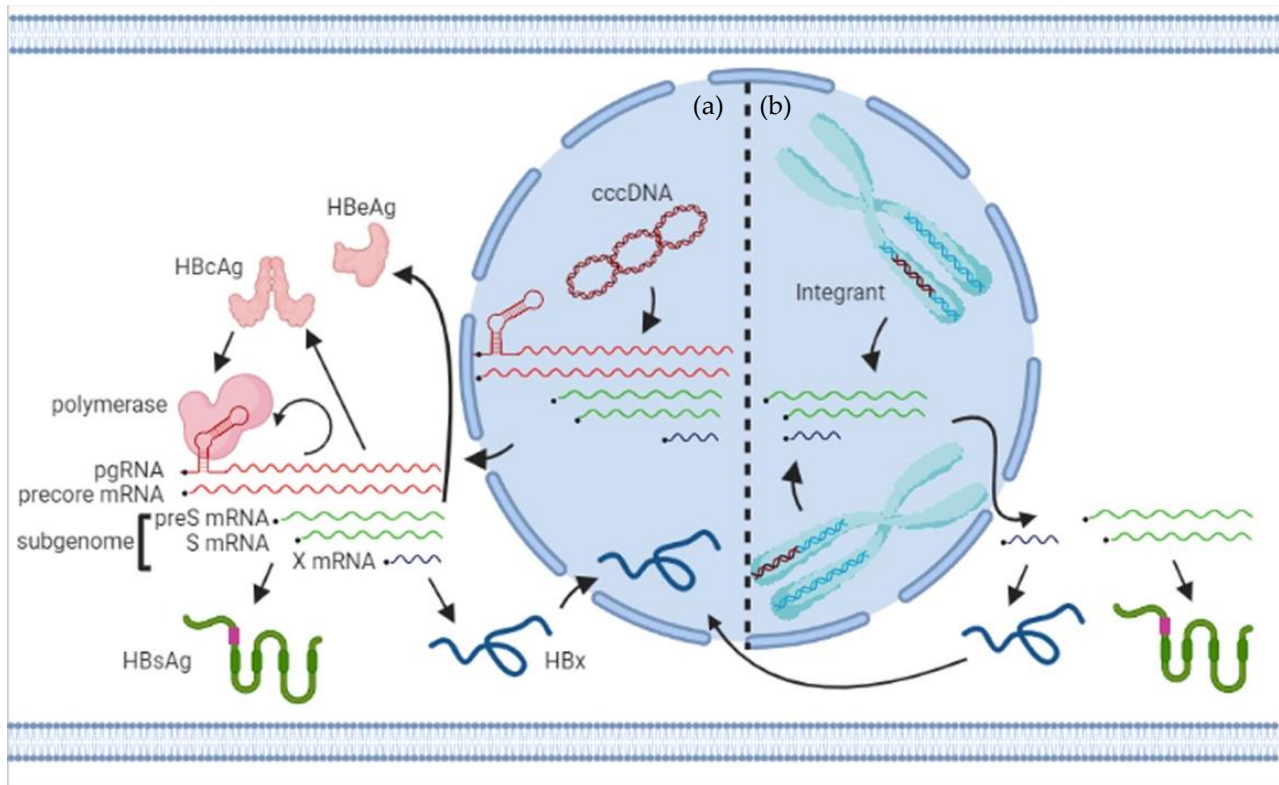 (a)
(b)
cccDNA
HBeAg
HBcAg
Integrant
polymerase
pgRNA
precore mRNA
preS mRNA
subgenome
S mRNA
X mRNA
HBsAg
HBx